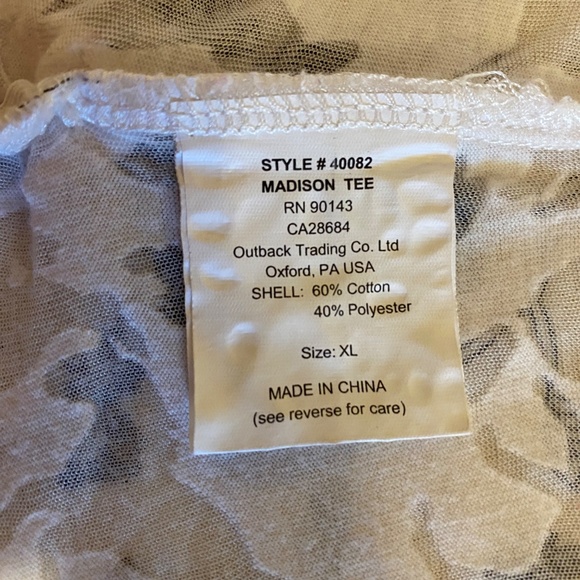 STYLE # 40082
MADISON TEE
RN 90143
CA28684
Outback Trading Co. Ltd
Oxford, PA USA
SHELL: 60% Cotton
40% Polyester
Size: XL
MADE IN CHINA
(see reverse for care)